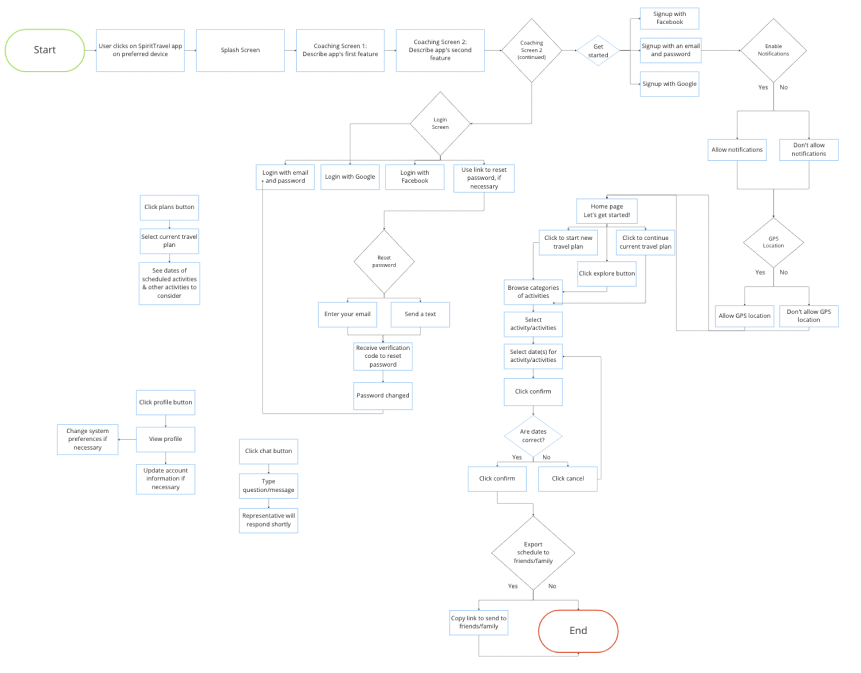 Start
User clicks on SpiritTravel app
on preferred device
Splash Screen
Coaching Screen 1:
Describe app's first feature
Coaching Screen 2:
Describe app's second
feature
Coaching
Screen 2
(continued)
Get
started
Signup with
Facebook
Signup with an email
and password
Signup with Google
Enable
Notifications
Yes
No
Allow notifications
Don't allow
notifications
Login
Screen
Login with email
and password
Login with Google
Login with
Facebook
Use link to reset
password, if
necessary
Click plans button
Select current travel
plan
See dates of
scheduled activities
& other activities to
consider
Reset
password
Enter your email
Send a text
Receive verification
code to reset
password
Password changed
Home page
Let's get started!
Click to start new
travel plan
Click to continue
current travel plan
Click explore button
Browse categories
of activities
Select
activity/activities
Select date(s) for
activity/activities
Click confirm
Are dates
correct?
Yes
No
Click confirm
Click cancel
GPS
Location
Yes
No
Allow GPS location
Don't allow GPS
location
Click profile button
Change system
preferences if
necessary
View profile
Update account
information if
necessary
Click chat button
Type
question/message
Representative will
respond shortly
Export
schedule to
friends/family
Yes
No
Copy link to send to
friends/family
End